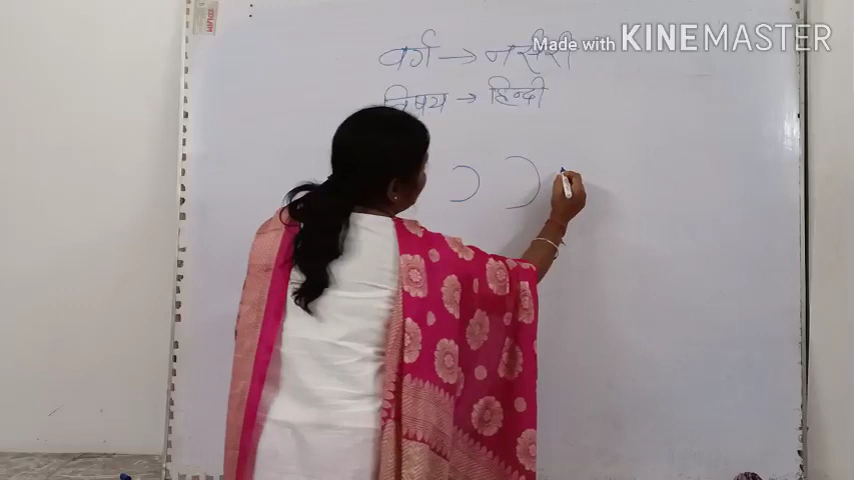 Made with KINEMASTER
वर्ग → नर्सरी
विषय → हिन्दी